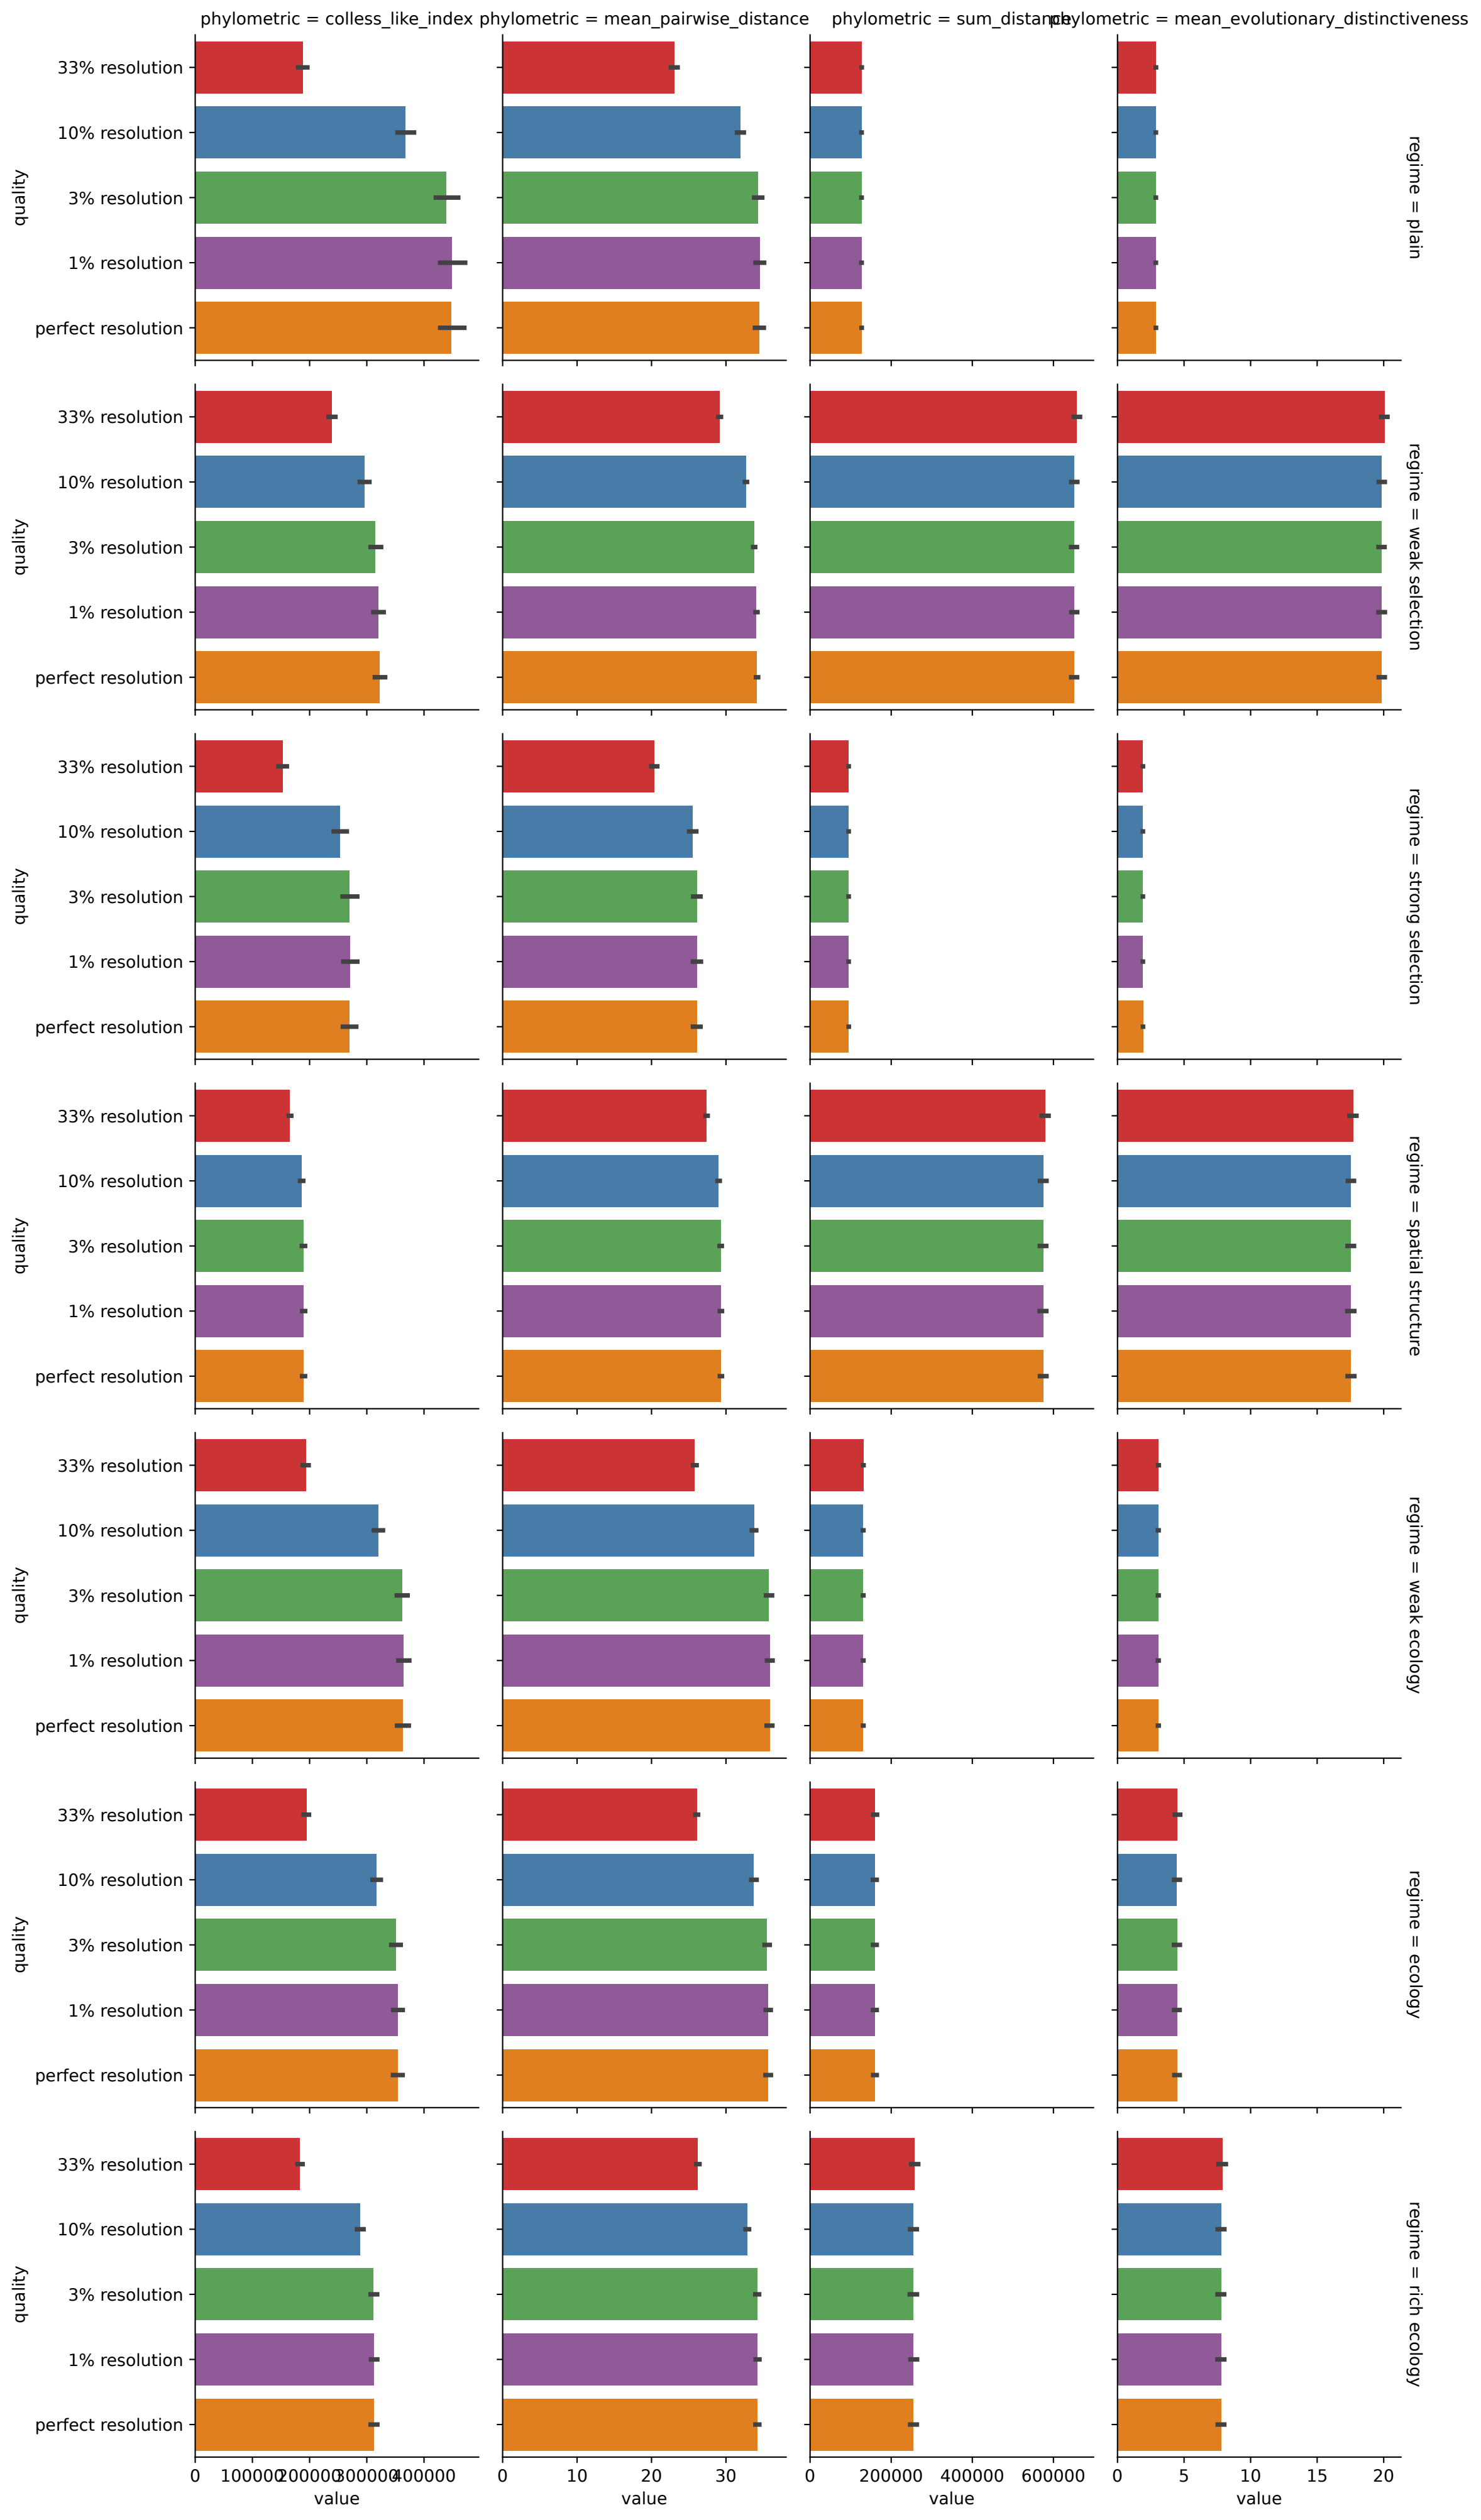 phylometric = colless_like_index
phylometric = mean_pairwise_distance
phylometric = sum_distance
phylometric = mean_evolutionary_distinctiveness
33% resolution
10% resolution
3% resolution
1% resolution
perfect resolution
quality
regime = plain
33% resolution
10% resolution
3% resolution
1% resolution
perfect resolution
quality
regime = weak selection
33% resolution
10% resolution
3% resolution
1% resolution
perfect resolution
quality
regime = strong selection
33% resolution
10% resolution
3% resolution
1% resolution
perfect resolution
quality
regime = spatial structure
33% resolution
10% resolution
3% resolution
1% resolution
perfect resolution
quality
regime = weak ecology
33% resolution
10% resolution
3% resolution
1% resolution
perfect resolution
quality
regime = ecology
33% resolution
10% resolution
3% resolution
1% resolution
perfect resolution
quality
regime = rich ecology
0 100000 200000 300000 400000
0 10 20 30
0 200000 400000 600000
0 5 10 15 20
value
value
value
value